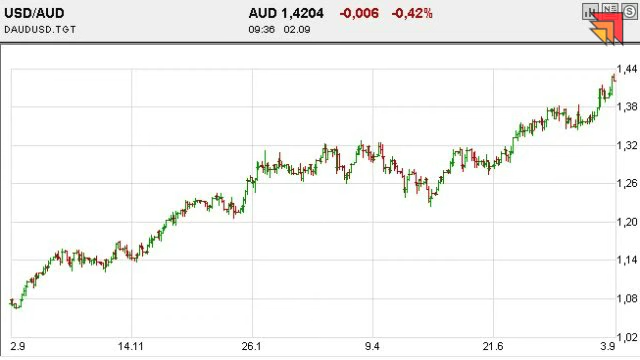 USD/AUD AUD 1,4204 -0,006 -0,42%
DAUDUSD.TGT 09:36 02.09
1,44
1,38
1,32
1,26
1,20
1,14
1,08
1,02
2.9 14.11 26.1 9.4 21.6 3.9